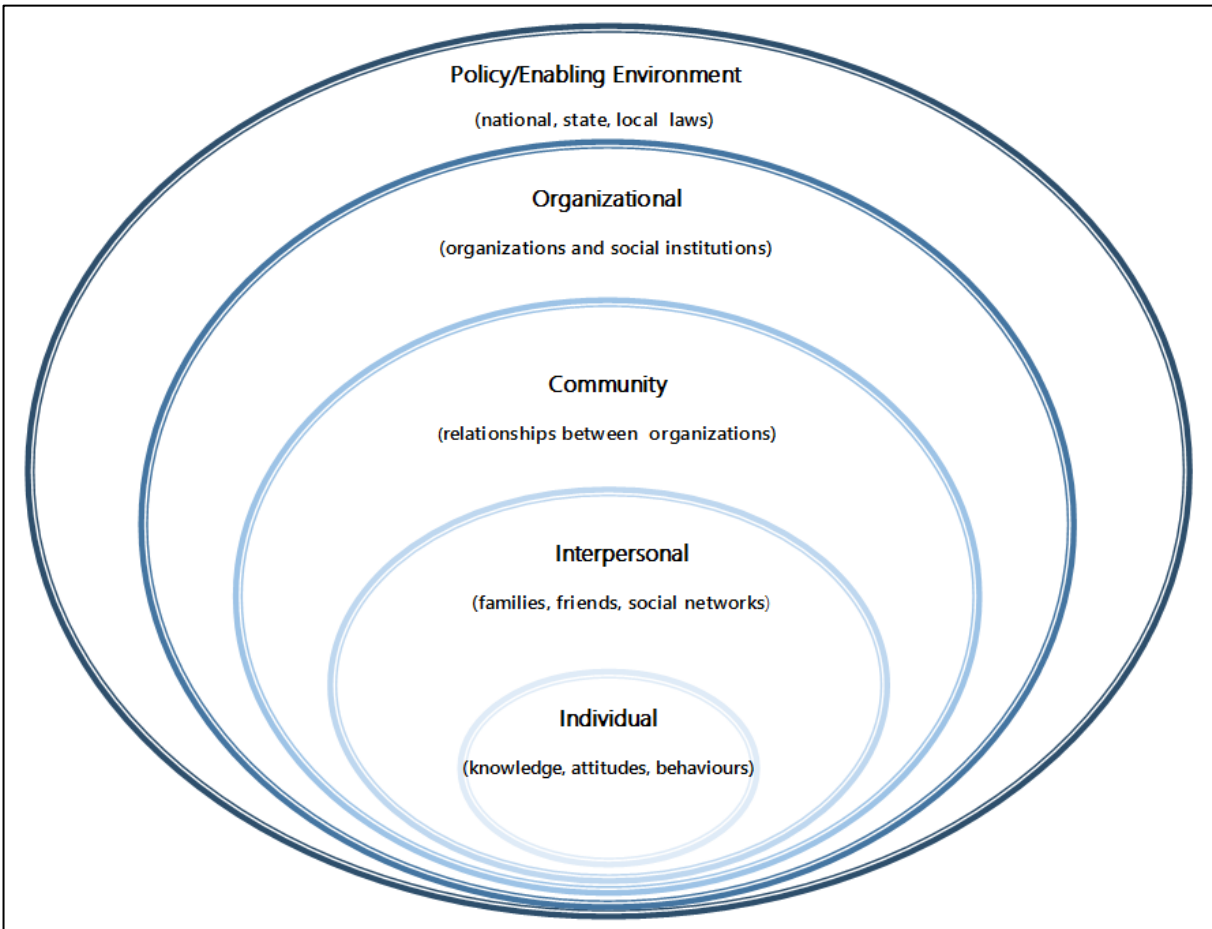 Policy/Enabling Environment
(national, state, local laws)
Organizational
(organizations and social institutions)
Community
(relationships between organizations)
Interpersonal
(families, friends, social networks)
Individual
(knowledge, attitudes, behaviours)